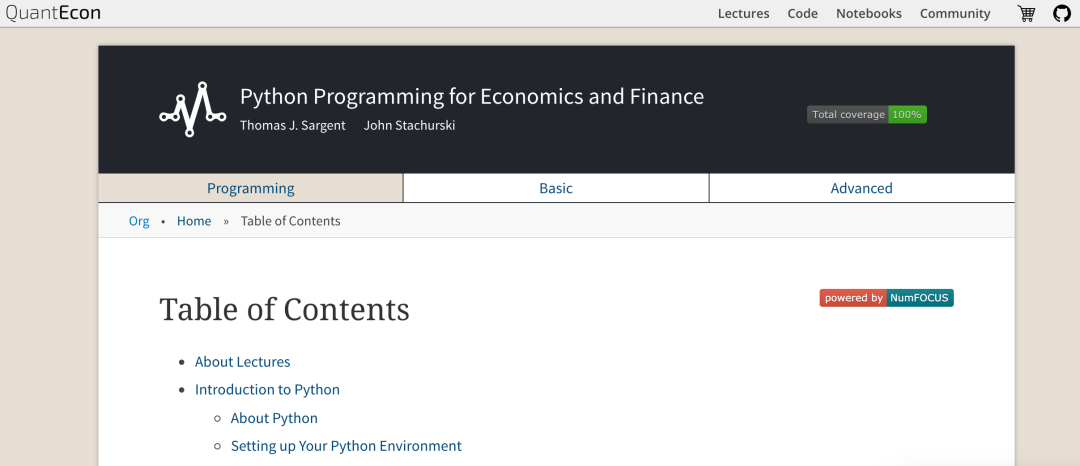 QuantEcon Lectures Code Notebooks Community
Python Programming for Economics and Finance
Thomas J. Sargent John Stachurski
Total coverage 100%
Programming Basic Advanced
Org • Home » Table of Contents
Table of Contents
powered by NumFOCUS
About Lectures
Introduction to Python
About Python
Setting up Your Python Environment